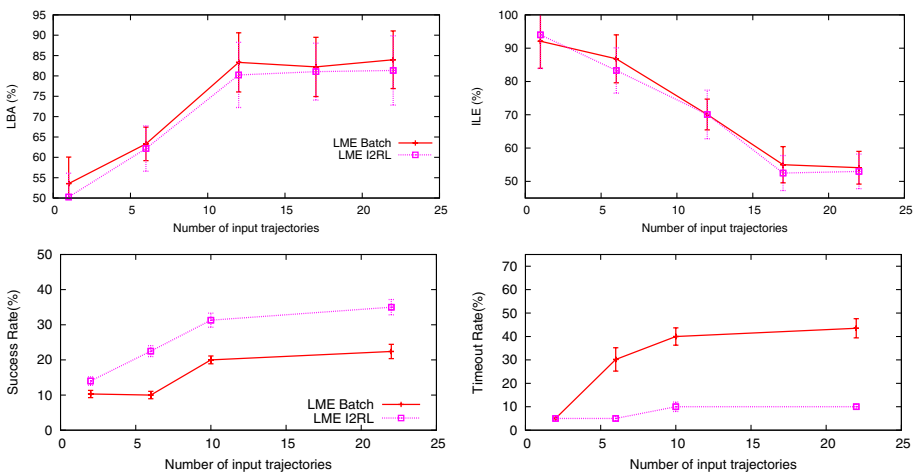 95
90
85
80
75
70
65
60
55
50
LBA (%)
LME Batch
LME I2RL
0 5 10 15 20 25
Number of input trajectories
100
90
80
70
60
50
ILE (%)
0 5 10 15 20 25
Number of input trajectories
50
40
30
20
10
0
Success Rate(%)
LME Batch
LME I2RL
0 5 10 15 20 25
Number of input trajectories
70
60
50
40
30
20
10
0
Timeout Rate(%)
0 5 10 15 20 25
Number of input trajectories